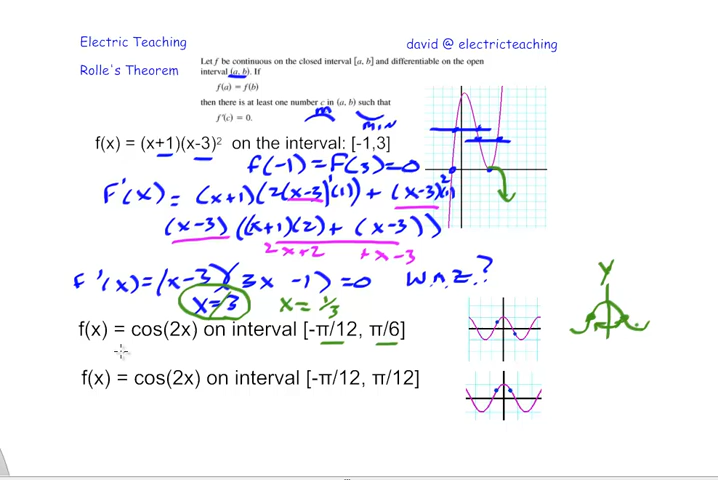 Electric Teaching
david @ electricteaching
Rolle's Theorem
Let f be continuous on the closed interval [a, b] and differentiable on the open
interval (a, b). If
f(a) = f(b)
then there is at least one number c in (a, b) such that
f'(c) = 0.
m
min
f(x) = (x+1)(x-3)² on the interval: [-1,3]
f(-1) = F(3) = 0
F'(x) = (x+1)(2(x-3)¹(1)) + (x-3)²(1)
(x-3)((x+1)(2) + (x-3))
2x+2 +x-3
f'(x) = (x-3)(3x-1) = 0 W.A.Z.?
x=3 x=1/3
Y
f(x) = cos(2x) on interval [-π/12, π/6]
f(x) = cos(2x) on interval [-π/12, π/12]